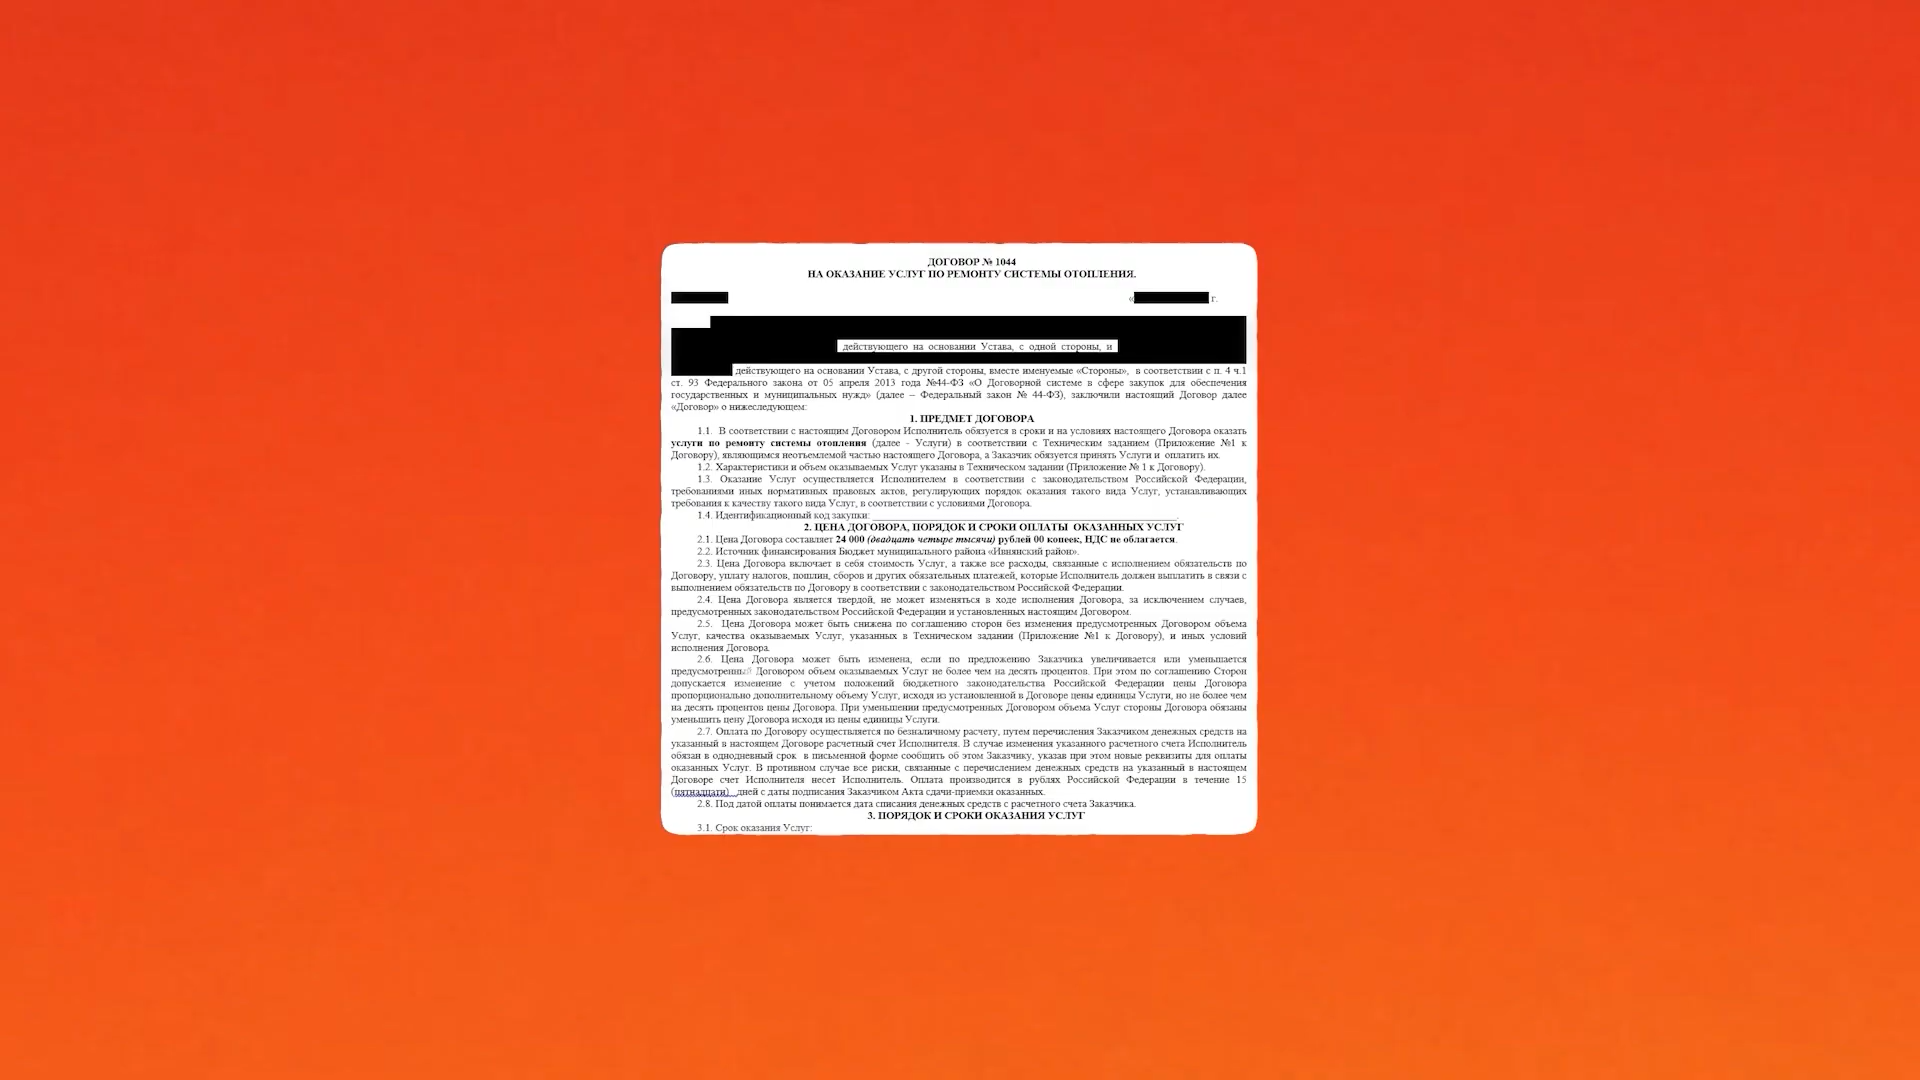 ДОГОВОР № 1044
НА ОКАЗАНИЕ УСЛУГ ПО РЕМОНТУ СИСТЕМЫ ОТОПЛЕНИЯ.
« г.
действующего на основании Устава, с одной стороны, и
действующего на основании Устава, с другой стороны, вместе именуемые «Стороны», в соответствии с п. 4 ч.1
ст. 93 Федерального закона от 05 апреля 2013 года №44-ФЗ «О Договорной системе в сфере закупок для обеспечения
государственных и муниципальных нужд» (далее – Федеральный закон № 44-ФЗ), заключили настоящий Договор далее
«Договор» о нижеследующем:
1. ПРЕДМЕТ ДОГОВОРА
1.1. В соответствии с настоящим Договором Исполнитель обязуется в сроки и на условиях настоящего Договора оказать
услуги по ремонту системы отопления (далее - Услуги) в соответствии с Техническим заданием (Приложение №1 к
Договору), являющимся неотъемлемой частью настоящего Договора, а Заказчик обязуется принять Услуги и оплатить их.
1.2. Характеристики и объем оказываемых Услуг указаны в Техническом задании (Приложение № 1 к Договору).
1.3. Оказание Услуг осуществляется Исполнителем в соответствии с законодательством Российской Федерации,
требованиями иных нормативных правовых актов, регулирующих порядок оказания такого вида Услуг, устанавливающих
требования к качеству такого вида Услуг, в соответствии с условиями Договора.
1.4. Идентификационный код закупки: ____________________.
2. ЦЕНА ДОГОВОРА, ПОРЯДОК И СРОКИ ОПЛАТЫ ОКАЗАННЫХ УСЛУГ
2.1. Цена Договора составляет 24 000 (двадцать четыре тысячи) рублей 00 копеек, НДС не облагается.
2.2. Источник финансирования Бюджет муниципального района «Ивнянский район».
2.3. Цена Договора включает в себя стоимость Услуг, а также все расходы, связанные с исполнением обязательств по
Договору, уплату налогов, пошлин, сборов и других обязательных платежей, которые Исполнитель должен выплатить в связи с
выполнением обязательств по Договору в соответствии с законодательством Российской Федерации.
2.4. Цена Договора является твердой, не может изменяться в ходе исполнения Договора, за исключением случаев,
предусмотренных законодательством Российской Федерации и установленных настоящим Договором.
2.5. Цена Договора может быть снижена по соглашению сторон без изменения предусмотренных Договором объема
Услуг, качества оказываемых Услуг, указанных в Техническом задании (Приложение №1 к Договору), и иных условий
исполнения Договора.
2.6. Цена Договора может быть изменена, если по предложению Заказчика увеличивается или уменьшается
предусмотренный Договором объем оказываемых Услуг не более чем на десять процентов. При этом по соглашению Сторон
допускается изменение с учетом положений бюджетного законодательства Российской Федерации цены Договора
пропорционально дополнительному объему Услуг, исходя из установленной в Договоре цены единицы Услуги, но не более чем
на десять процентов цены Договора. При уменьшении предусмотренных Договором объема Услуг стороны Договора обязаны
уменьшить цену Договора исходя из цены единицы Услуги.
2.7. Оплата по Договору осуществляется по безналичному расчету, путем перечисления Заказчиком денежных средств на
указанный в настоящем Договоре расчетный счет Исполнителя. В случае изменения указанного расчетного счета Исполнитель
обязан в однодневный срок в письменной форме сообщить об этом Заказчику, указав при этом новые реквизиты для оплаты
оказанных Услуг. В противном случае все риски, связанные с перечислением денежных средств на указанный в настоящем
Договоре счет Исполнителя несет Исполнитель. Оплата производится в рублях Российской Федерации в течение 15
(пятнадцати) дней с даты подписания Заказчиком Акта сдачи-приемки оказанных.
2.8. Под датой оплаты понимается дата списания денежных средств с расчетного счета Заказчика.
3. ПОРЯДОК И СРОКИ ОКАЗАНИЯ УСЛУГ
3.1. Срок оказания Услуг: